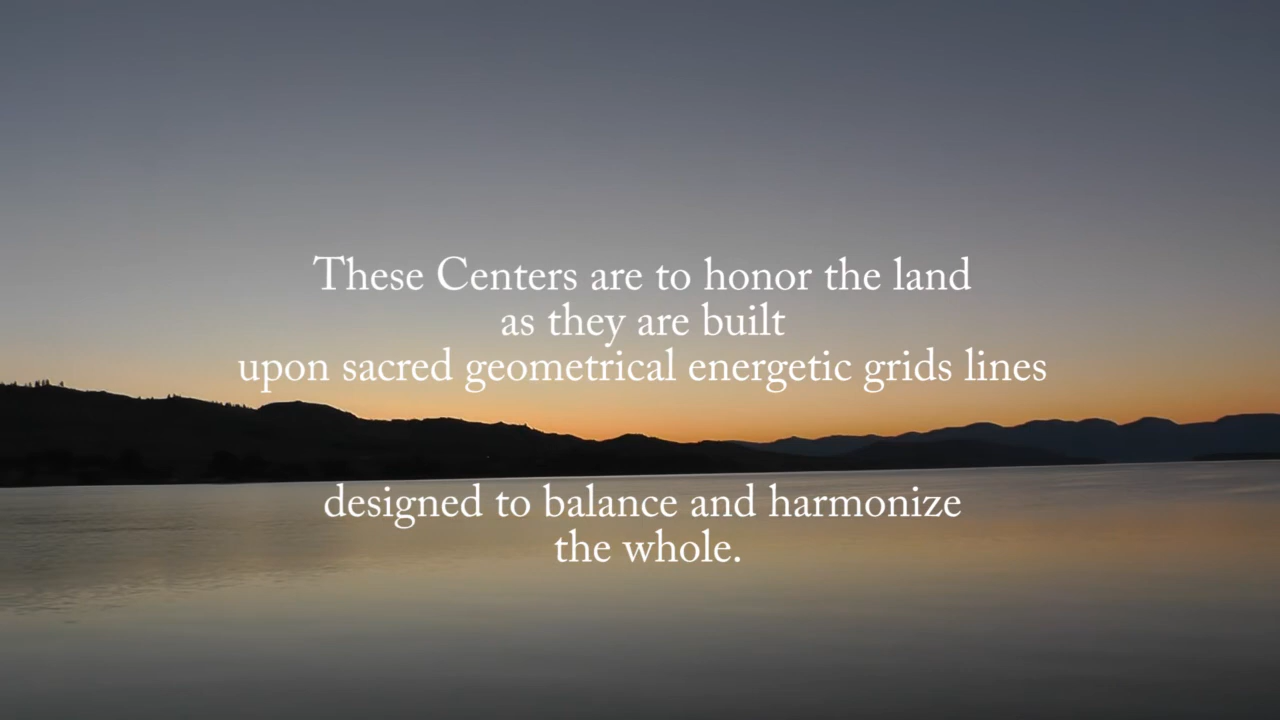 These Centers are to honor the land
as they are built
upon sacred geometrical energetic grids lines
designed to balance and harmonize
the whole.